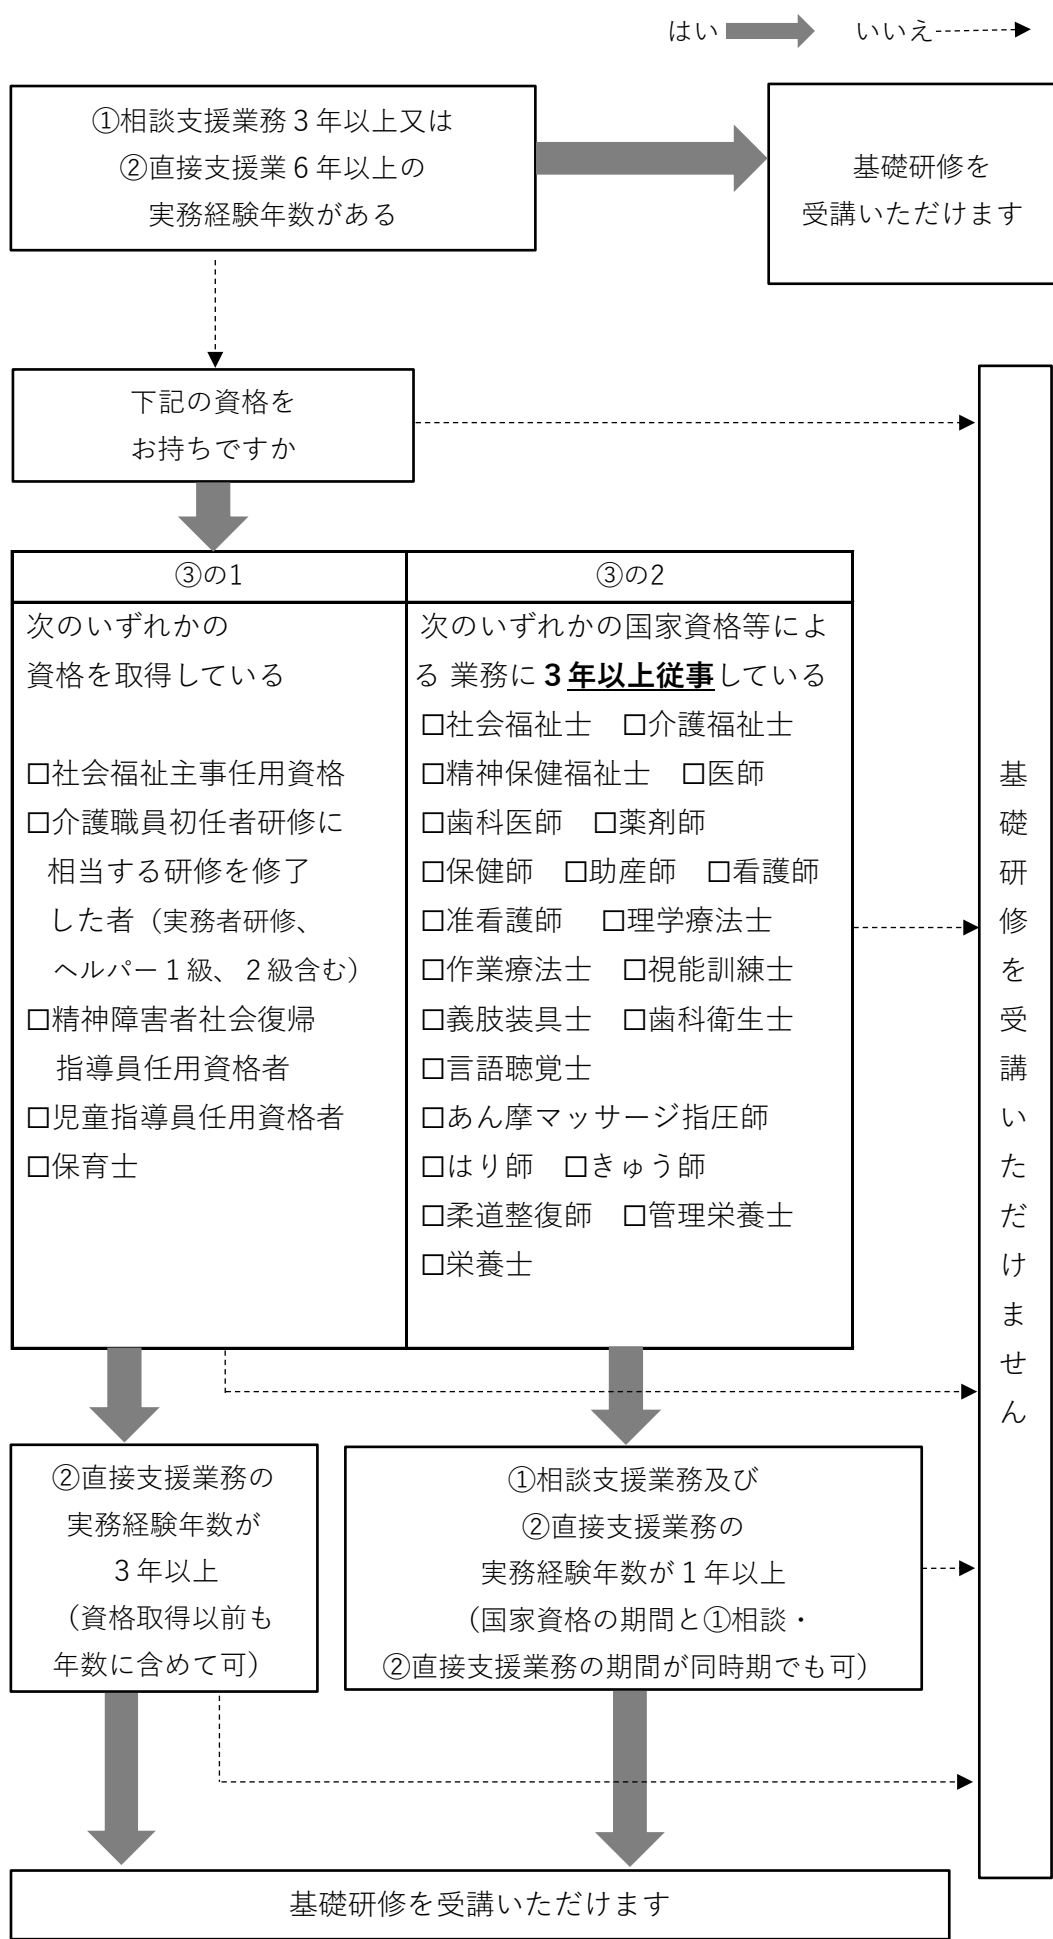 はい いいえ
①相談支援業務３年以上又は
②直接支援業６年以上の
実務経験年数がある
基礎研修を
受講いただけます
下記の資格を
お持ちですか
③の1
次のいずれかの
資格を取得している
□社会福祉主事任用資格
□介護職員初任者研修に
相当する研修を修了
した者（実務者研修、
ヘルパー１級、２級含む）
□精神障害者社会復帰
指導員任用資格者
□児童指導員任用資格者
□保育士
③の2
次のいずれかの国家資格等によ
る 業務に３年以上従事している
□社会福祉士 □介護福祉士
□精神保健福祉士 □医師
□歯科医師 □薬剤師
□保健師 □助産師 □看護師
□准看護師 □理学療法士
□作業療法士 □視能訓練士
□義肢装具士 □歯科衛生士
□言語聴覚士
□あん摩マッサージ指圧師
□はり師 □きゅう師
□柔道整復師 □管理栄養士
□栄養士
基礎研修を受講いただけません
②直接支援業務の
実務経験年数が
３年以上
（資格取得以前も
年数に含めて可）
①相談支援業務及び
②直接支援業務の
実務経験年数が１年以上
（国家資格の期間と①相談・
②直接支援業務の期間が同時期でも可）
基礎研修を受講いただけます